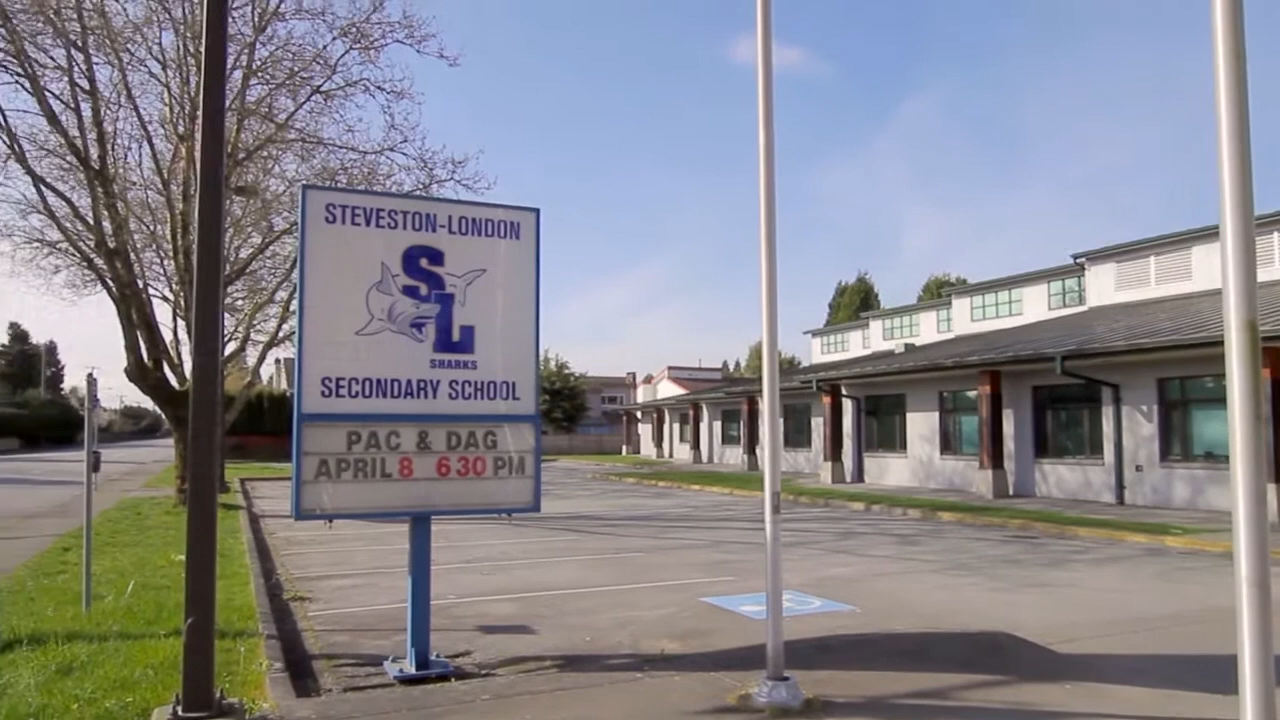 STEVESTON-LONDON
SL
SHARKS
SECONDARY SCHOOL
PAC & DAG
APRIL 8 630 PM